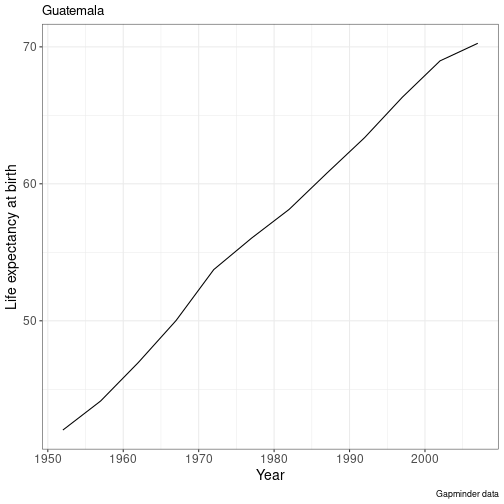 Guatemala
70
60
50
Life expectancy at birth
1950 1960 1970 1980 1990 2000
Year
Gapminder data